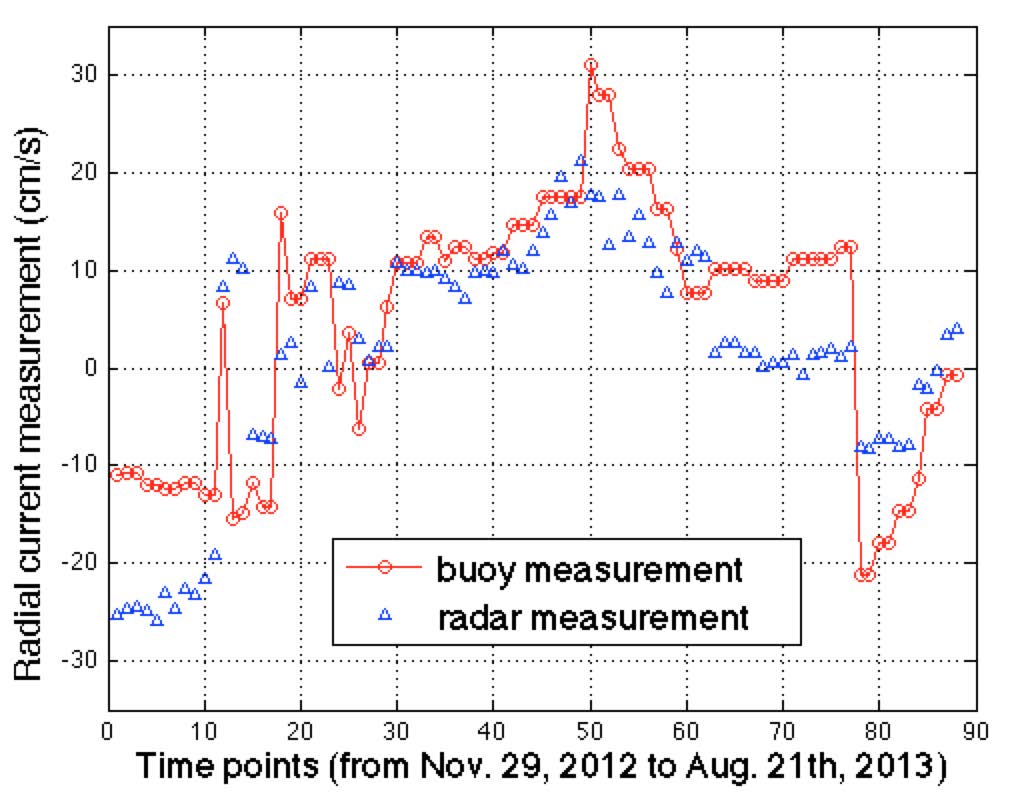 Radial current measurement (cm/s)
30
20
10
0
-10
-20
-30
buoy measurement
radar measurement
0 10 20 30 40 50 60 70 80 90
Time points (from Nov. 29, 2012 to Aug. 21th, 2013)